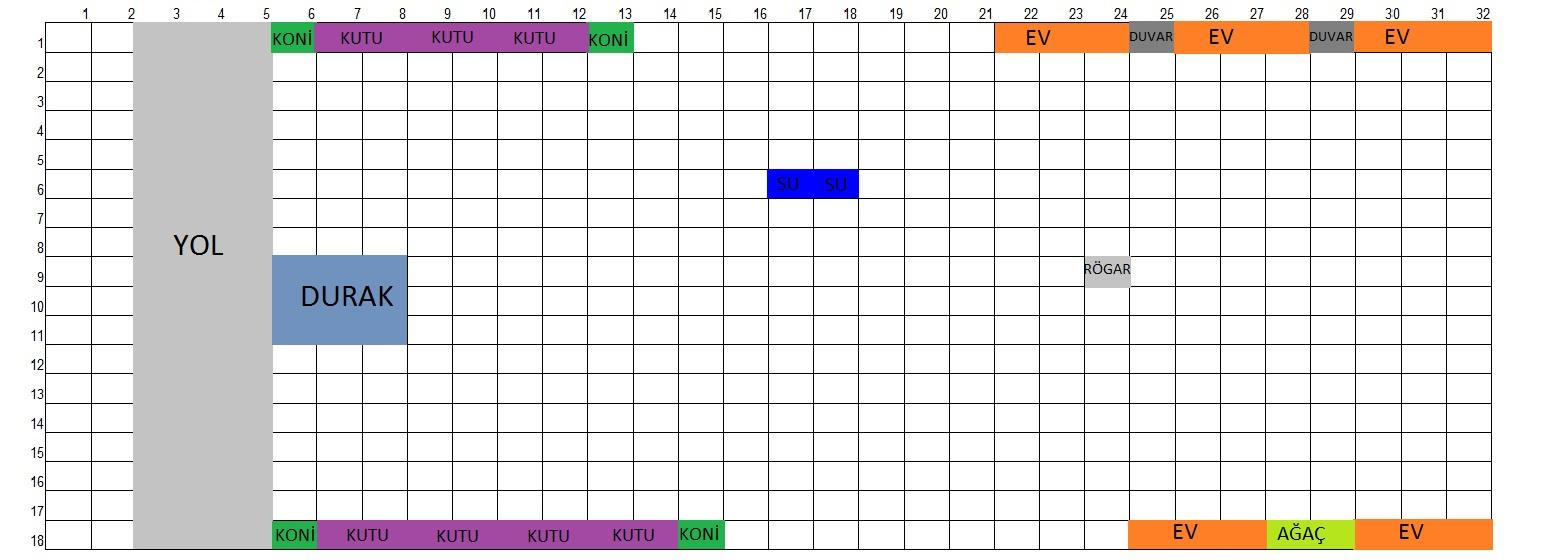 1 2 3 4 5 6 7 8 9 10 11 12 13 14 15 16 17 18 19 20 21 22 23 24 25 26 27 28 29 30 31 32
1 KONİ KUTU KUTU KUTU KONİ EV DUVAR EV DUVAR EV
2
3
4
5
6 SU SU
7
8 YOL
9 RÖGAR
10 DURAK
11
12
13
14
15
16
17
18 KONİ KUTU KUTU KUTU KUTU KONİ EV AĞAÇ EV